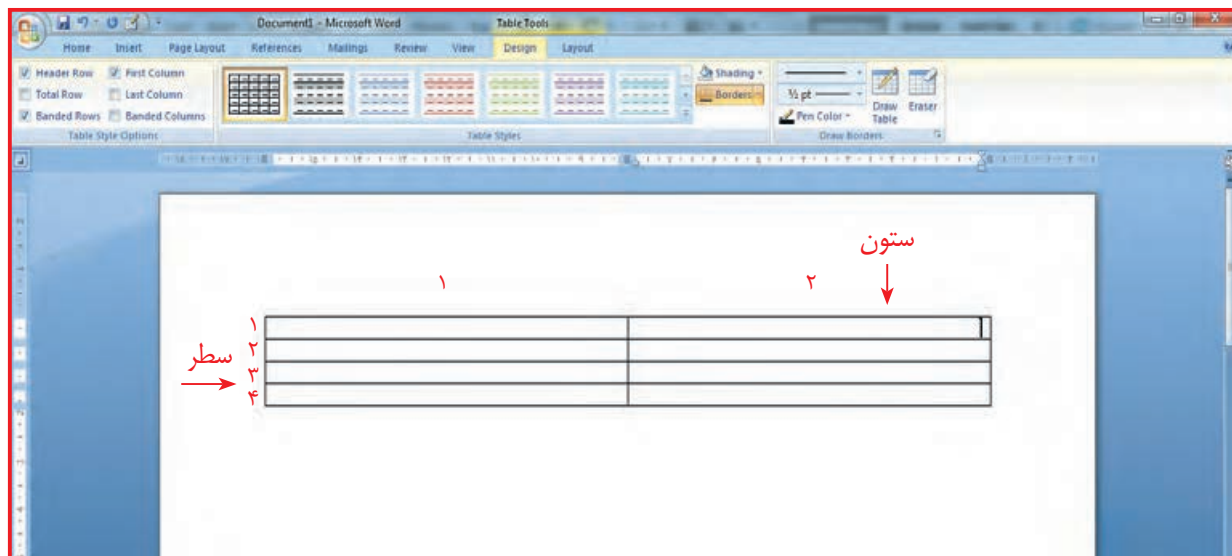 Document1 - Microsoft Word Table Tools
Home Insert Page Layout References Mailings Review View Design Layout
Header Row First Column Shading ½ pt
Total Row Last Column Borders Draw Table Eraser
Banded Rows Banded Columns Pen Color
Table Style Options Table Styles Draw Borders
ستون
۱ ۲
۱
۲
سطر
۳
۴